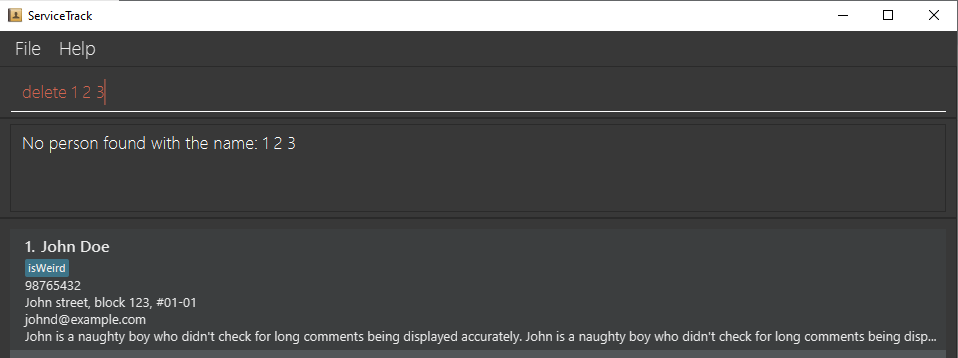 ServiceTrack
File Help
delete 1 2 3
No person found with the name: 1 2 3
1. John Doe
isWeird
98765432
John street, block 123, #01-01
johnd@example.com
John is a naughty boy who didn't check for long comments being displayed accurately. John is a naughty boy who didn't check for long comments being disp...